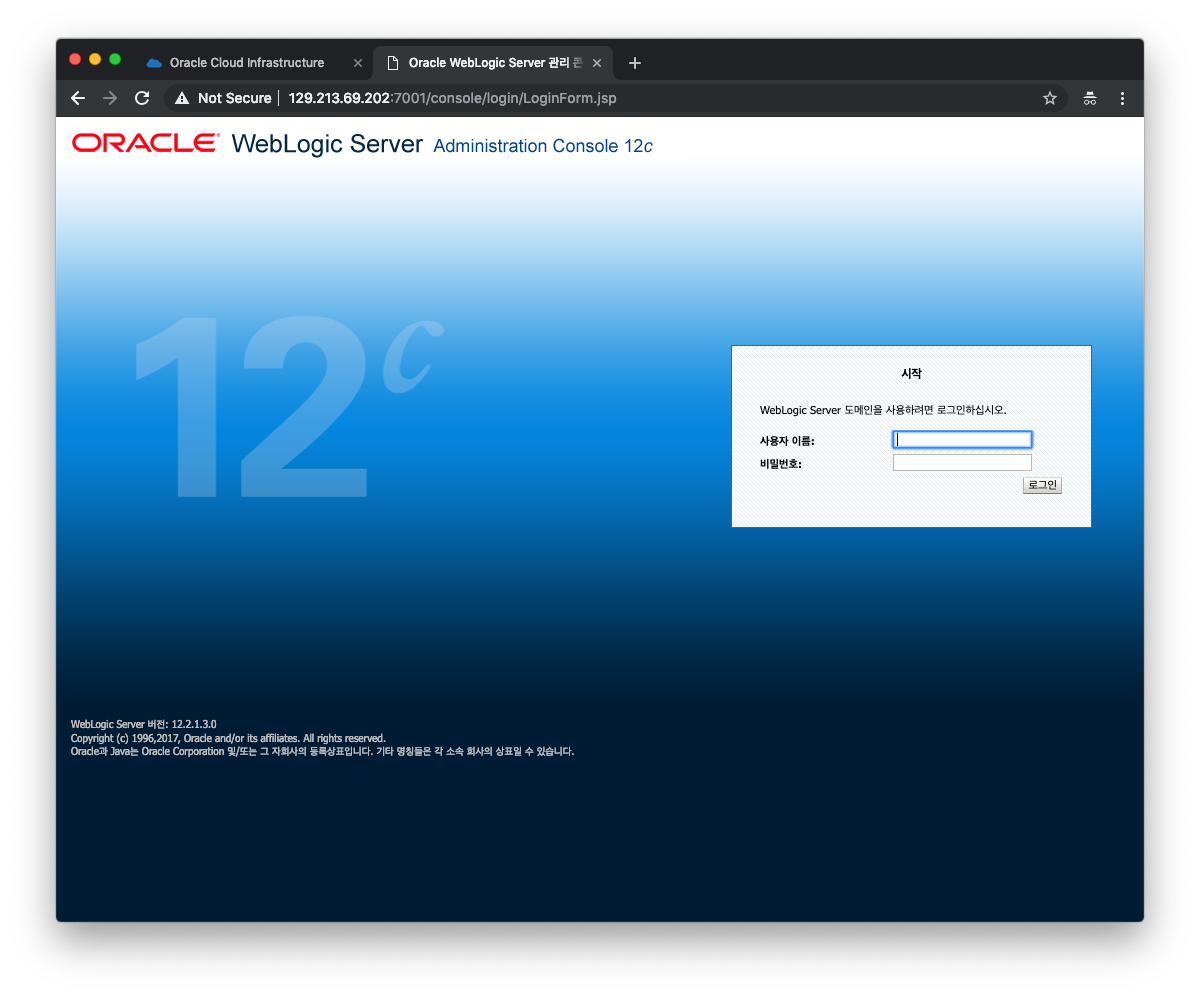 Oracle Cloud Infrastructure
Oracle WebLogic Server 관리
Not Secure | 129.213.69.202:7001/console/login/LoginForm.jsp
ORACLE® WebLogic Server Administration Console 12c
12c
시작
WebLogic Server 도메인을 사용하려면 로그인하십시오.
사용자 이름:
비밀번호:
로그인
WebLogic Server 버전: 12.2.1.3.0
Copyright (c) 1996,2017, Oracle and/or its affiliates. All rights reserved.
Oracle과 Java는 Oracle Corporation 및/또는 그 자회사의 등록상표입니다. 기타 명칭들은 각 소속 회사의 상표일 수 있습니다.